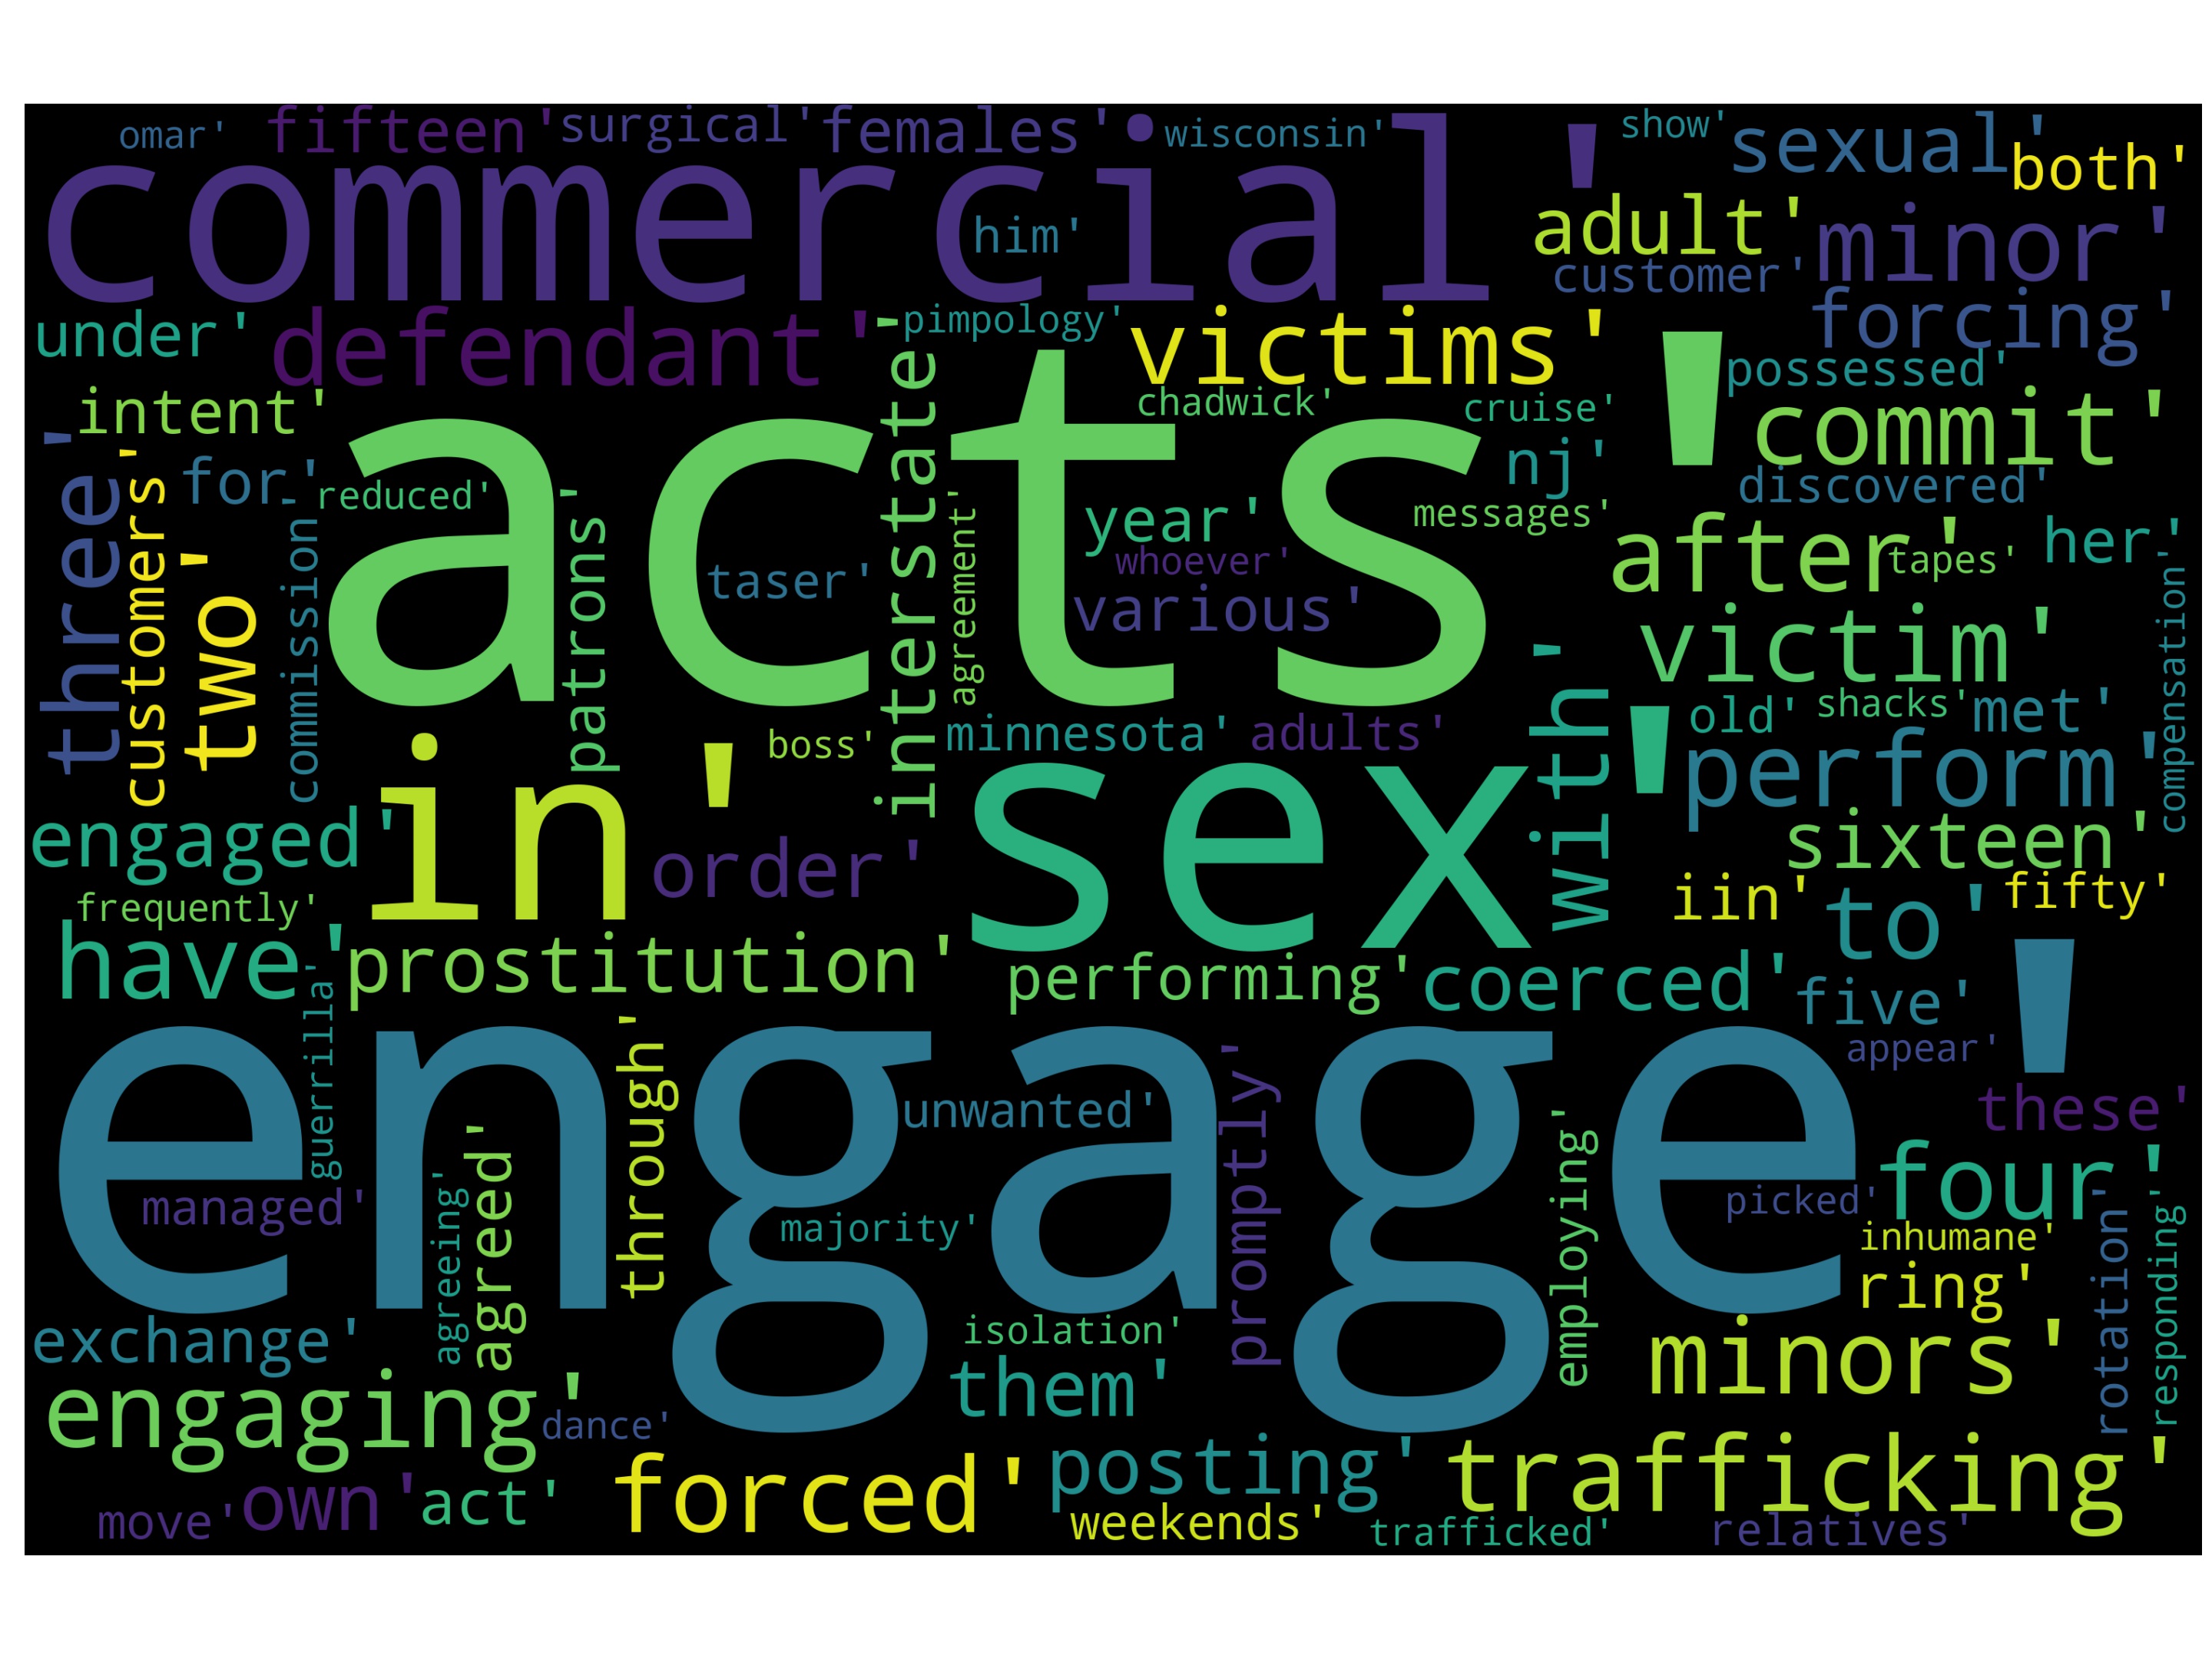 omar'
fifteen'
surgical'
females'
wisconsin'
show'
sexual'
both'
commercial'
him'
adult'
minor'
customer'
forcing'
under'
defendant'
pimpology'
victims'
possessed'
intent'
chadwick'
cruise'
commit'
three'
customers'
for'
reduced'
commission'
two'
acts'
patrons'
taser'
interstate'
agreement'
year'
whoever'
various'
nj'
messages'
discovered'
after'
tapes'
her'
compensation'
victim'
old'
shacks'
met'
boss'
minnesota'
adults'
with'
perform'
engaged'
in'
order'
sex'
sixteen'
iin'
to'
fifty'
frequently'
have'
prostitution'
performing'
coerced'
five'
appear'
guerrilla'
engage'
through'
unwanted'
promptly'
these'
employing'
managed'
agreeing'
agreed'
majority'
picked'
four'
inhumane'
ring'
rotation'
responding'
exchange'
isolation'
them'
minors'
engaging'
dance'
move'
own'
act'
forced'
posting'
weekends'
trafficking'
trafficked'
relatives'